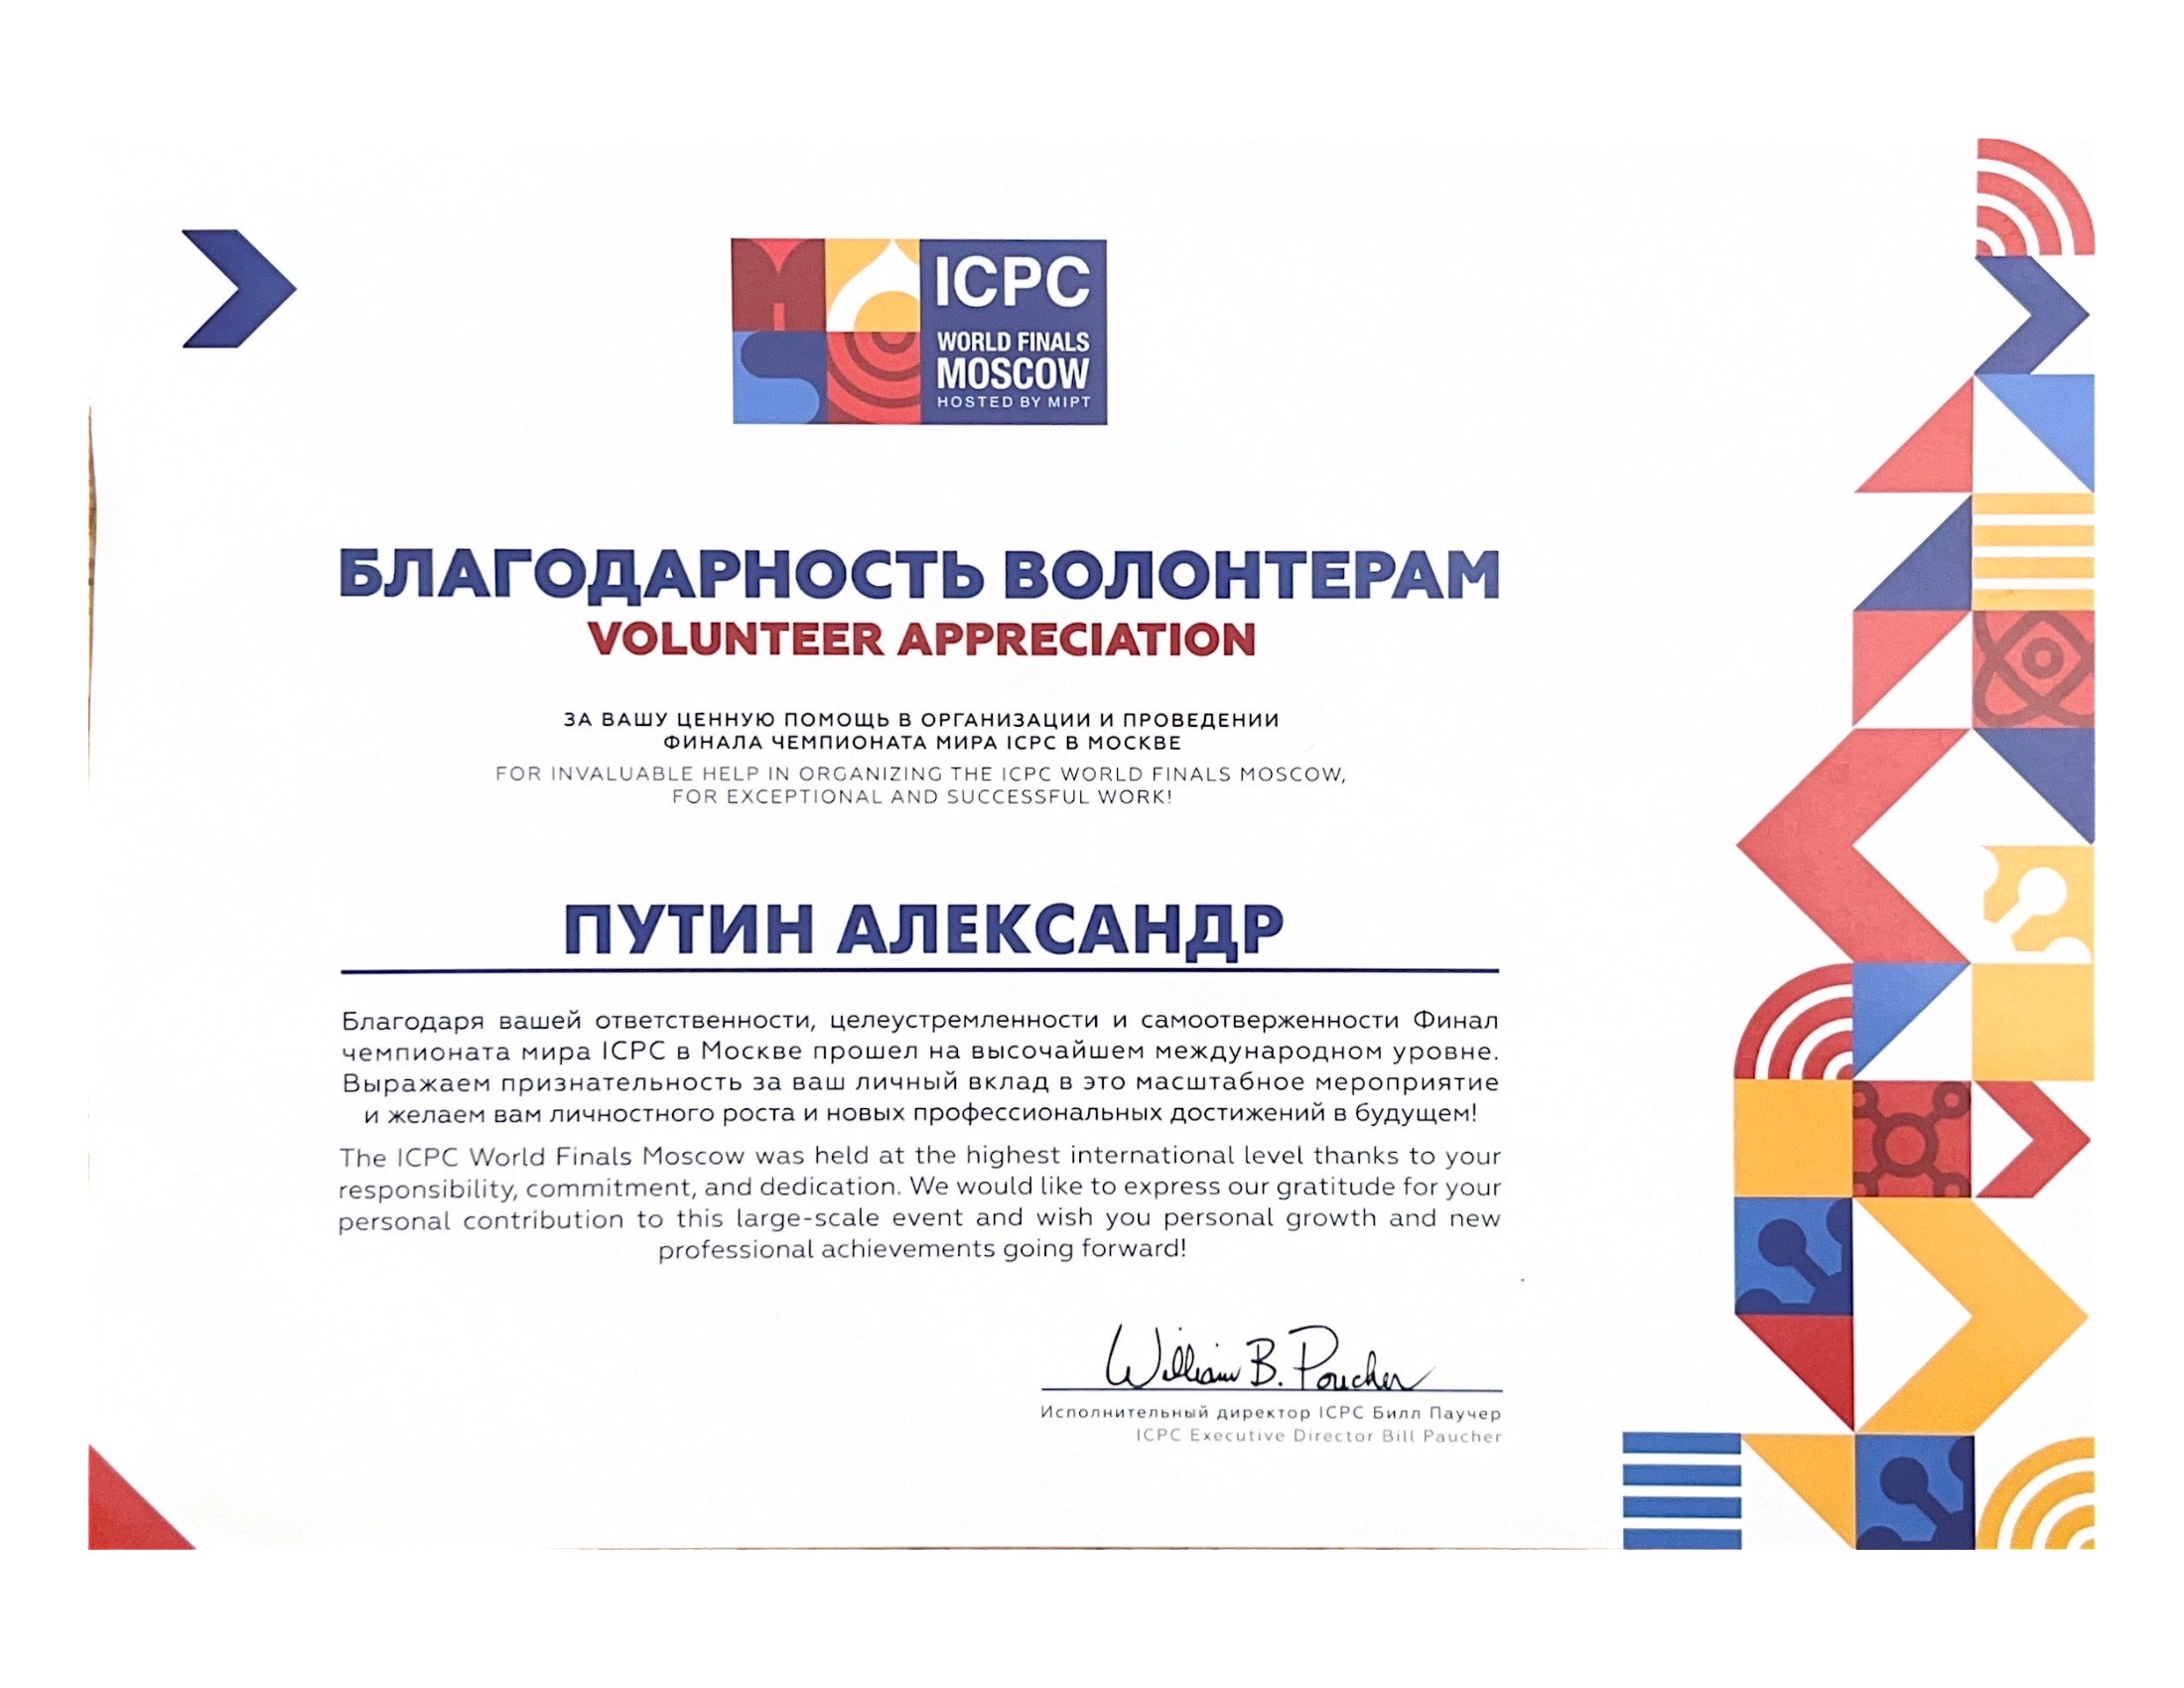 ICPC
WORLD FINALS
MOSCOW
HOSTED BY MIPT
БЛАГОДАРНОСТЬ ВОЛОНТЕРАМ
VOLUNTEER APPRECIATION
ЗА ВАШУ ЦЕННУЮ ПОМОЩЬ В ОРГАНИЗАЦИИ И ПРОВЕДЕНИИ
ФИНАЛА ЧЕМПИОНАТА МИРА ICPC В МОСКВЕ
FOR INVALUABLE HELP IN ORGANIZING THE ICPC WORLD FINALS MOSCOW,
FOR EXCEPTIONAL AND SUCCESSFUL WORK!
ПУТИН АЛЕКСАНДР
Благодаря вашей ответственности, целеустремленности и самоотверженности Финал
чемпионата мира ICPC в Москве прошел на высочайшем международном уровне.
Выражаем признательность за ваш личный вклад в это масштабное мероприятие
и желаем вам личностного роста и новых профессиональных достижений в будущем!
The ICPC World Finals Moscow was held at the highest international level thanks to your
responsibility, commitment, and dedication. We would like to express our gratitude for your
personal contribution to this large-scale event and wish you personal growth and new
professional achievements going forward!
William B. Poucher
Исполнительный директор ICPC Билл Паучер
ICPC Executive Director Bill Paucher